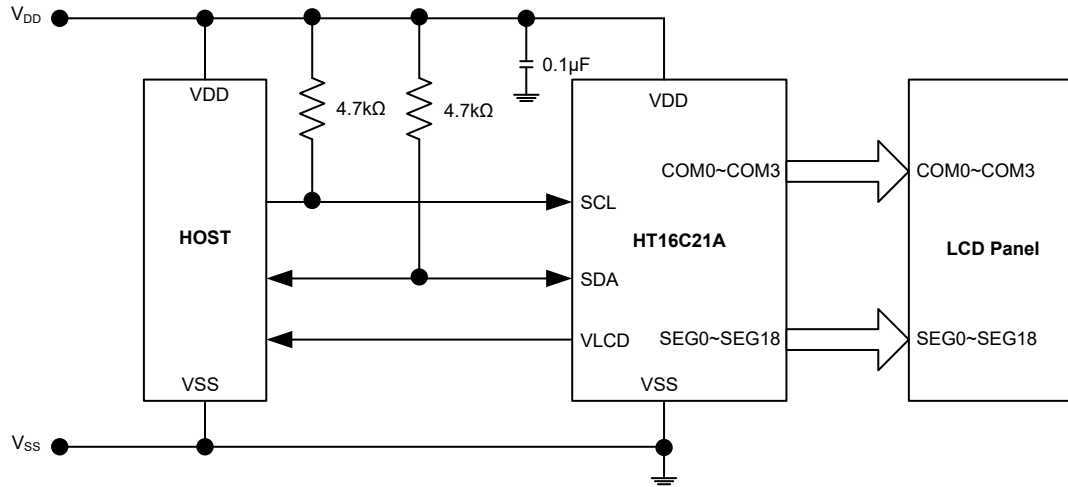 VDD
0.1µF
VDD
4.7kΩ
4.7kΩ
VDD
COM0~COM3
COM0~COM3
SCL
HOST
HT16C21A
LCD Panel
SDA
VLCD
SEG0~SEG18
SEG0~SEG18
VSS
VSS
VSS